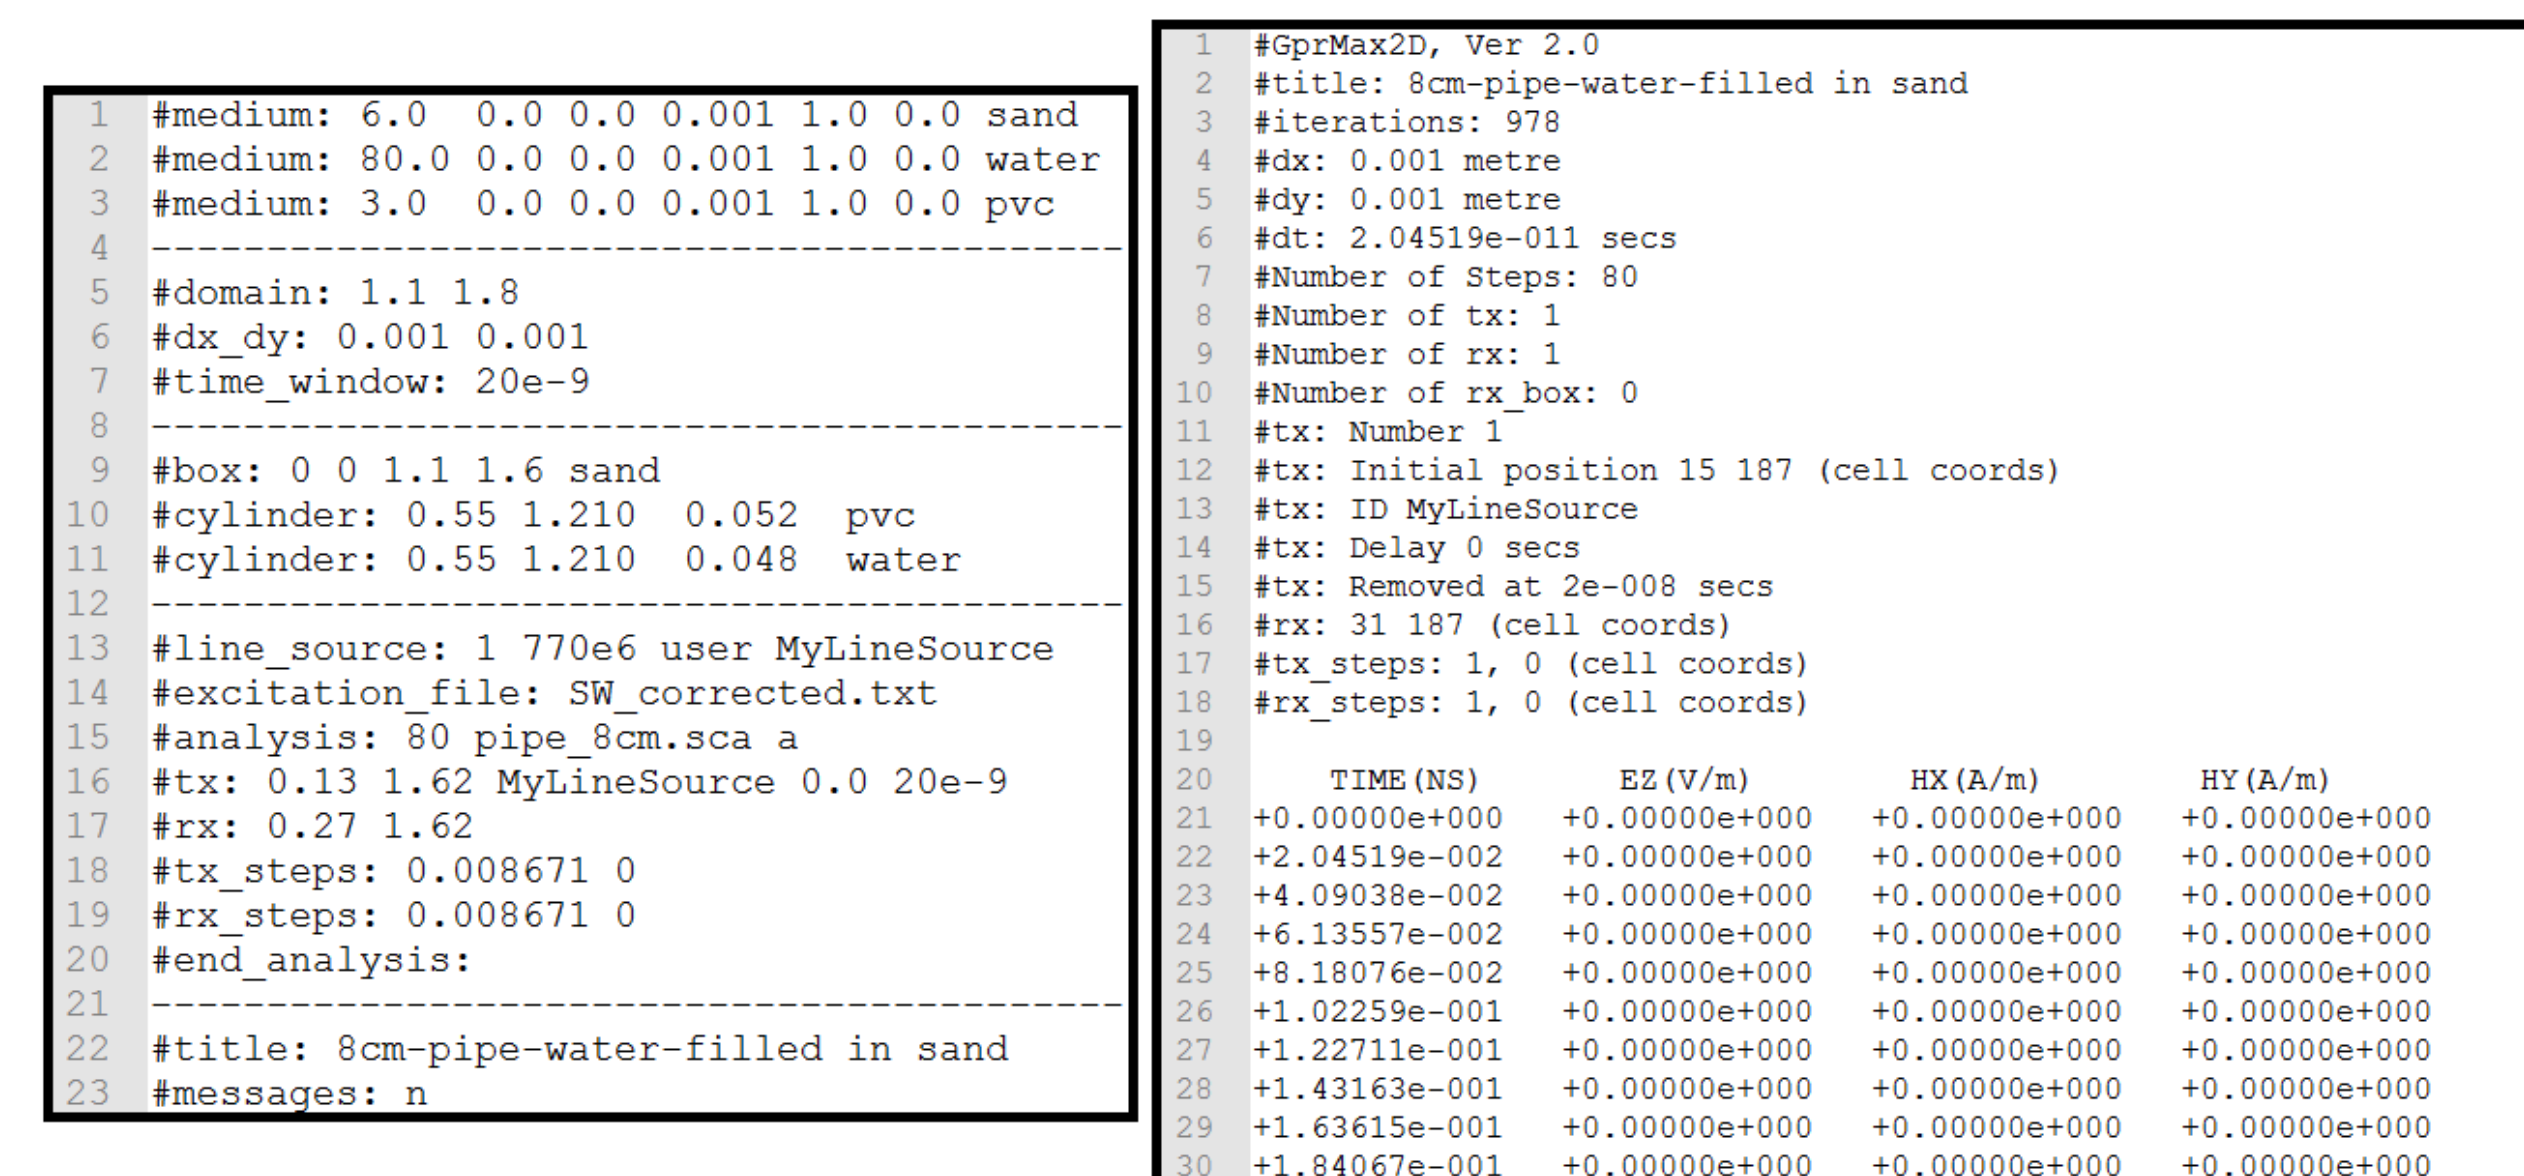 1 #medium: 6.0  0.0 0.0 0.001 1.0 0.0 sand
2 #medium: 80.0 0.0 0.0 0.001 1.0 0.0 water
3 #medium: 3.0  0.0 0.0 0.001 1.0 0.0 pvc
4 ------------------------------------------
5 #domain: 1.1 1.8
6 #dx_dy: 0.001 0.001
7 #time_window: 20e-9
8 ------------------------------------------
9 #box: 0 0 1.1 1.6 sand
10 #cylinder: 0.55 1.210  0.052  pvc
11 #cylinder: 0.55 1.210  0.048  water
12 ------------------------------------------
13 #line_source: 1 770e6 user MyLineSource
14 #excitation_file: SW_corrected.txt
15 #analysis: 80 pipe_8cm.sca a
16 #tx: 0.13 1.62 MyLineSource 0.0 20e-9
17 #rx: 0.27 1.62
18 #tx_steps: 0.008671 0
19 #rx_steps: 0.008671 0
20 #end_analysis:
21 ------------------------------------------
22 #title: 8cm-pipe-water-filled in sand
23 #messages: n
1 #GprMax2D, Ver 2.0
2 #title: 8cm-pipe-water-filled in sand
3 #iterations: 978
4 #dx: 0.001 metre
5 #dy: 0.001 metre
6 #dt: 2.04519e-011 secs
7 #Number of Steps: 80
8 #Number of tx: 1
9 #Number of rx: 1
10 #Number of rx_box: 0
11 #tx: Number 1
12 #tx: Initial position 15 187 (cell coords)
13 #tx: ID MyLineSource
14 #tx: Delay 0 secs
15 #tx: Removed at 2e-008 secs
16 #rx: 31 187 (cell coords)
17 #tx_steps: 1, 0 (cell coords)
18 #rx_steps: 1, 0 (cell coords)
19
20 TIME(NS) EZ(V/m) HX(A/m) HY(A/m)
21 +0.00000e+000 +0.00000e+000 +0.00000e+000 +0.00000e+000
22 +2.04519e-002 +0.00000e+000 +0.00000e+000 +0.00000e+000
23 +4.09038e-002 +0.00000e+000 +0.00000e+000 +0.00000e+000
24 +6.13557e-002 +0.00000e+000 +0.00000e+000 +0.00000e+000
25 +8.18076e-002 +0.00000e+000 +0.00000e+000 +0.00000e+000
26 +1.02259e-001 +0.00000e+000 +0.00000e+000 +0.00000e+000
27 +1.22711e-001 +0.00000e+000 +0.00000e+000 +0.00000e+000
28 +1.43163e-001 +0.00000e+000 +0.00000e+000 +0.00000e+000
29 +1.63615e-001 +0.00000e+000 +0.00000e+000 +0.00000e+000
30 +1.84067e-001 +0.00000e+000 +0.00000e+000 +0.00000e+000